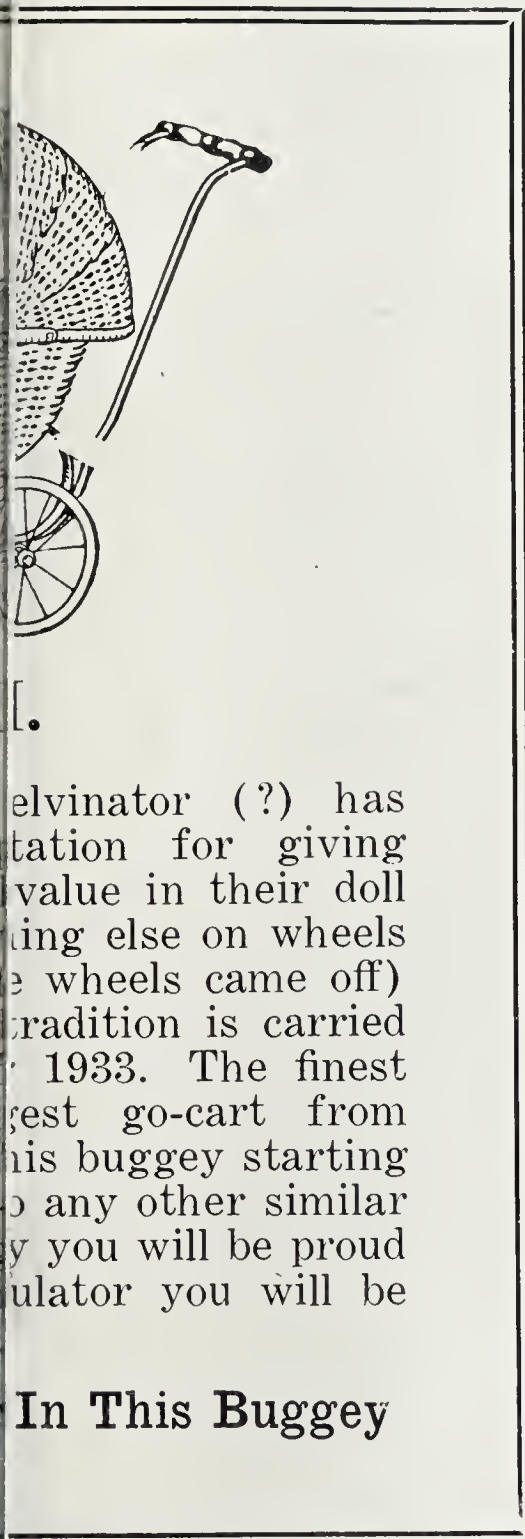 I.
elvinator (?) has
tation for giving
value in their doll
ing else on wheels
wheels came off)
tradition is carried
1933. The finest
gest go-cart from
his buggey starting
any other similar
y you will be proud
ulator you will be
In This Buggey